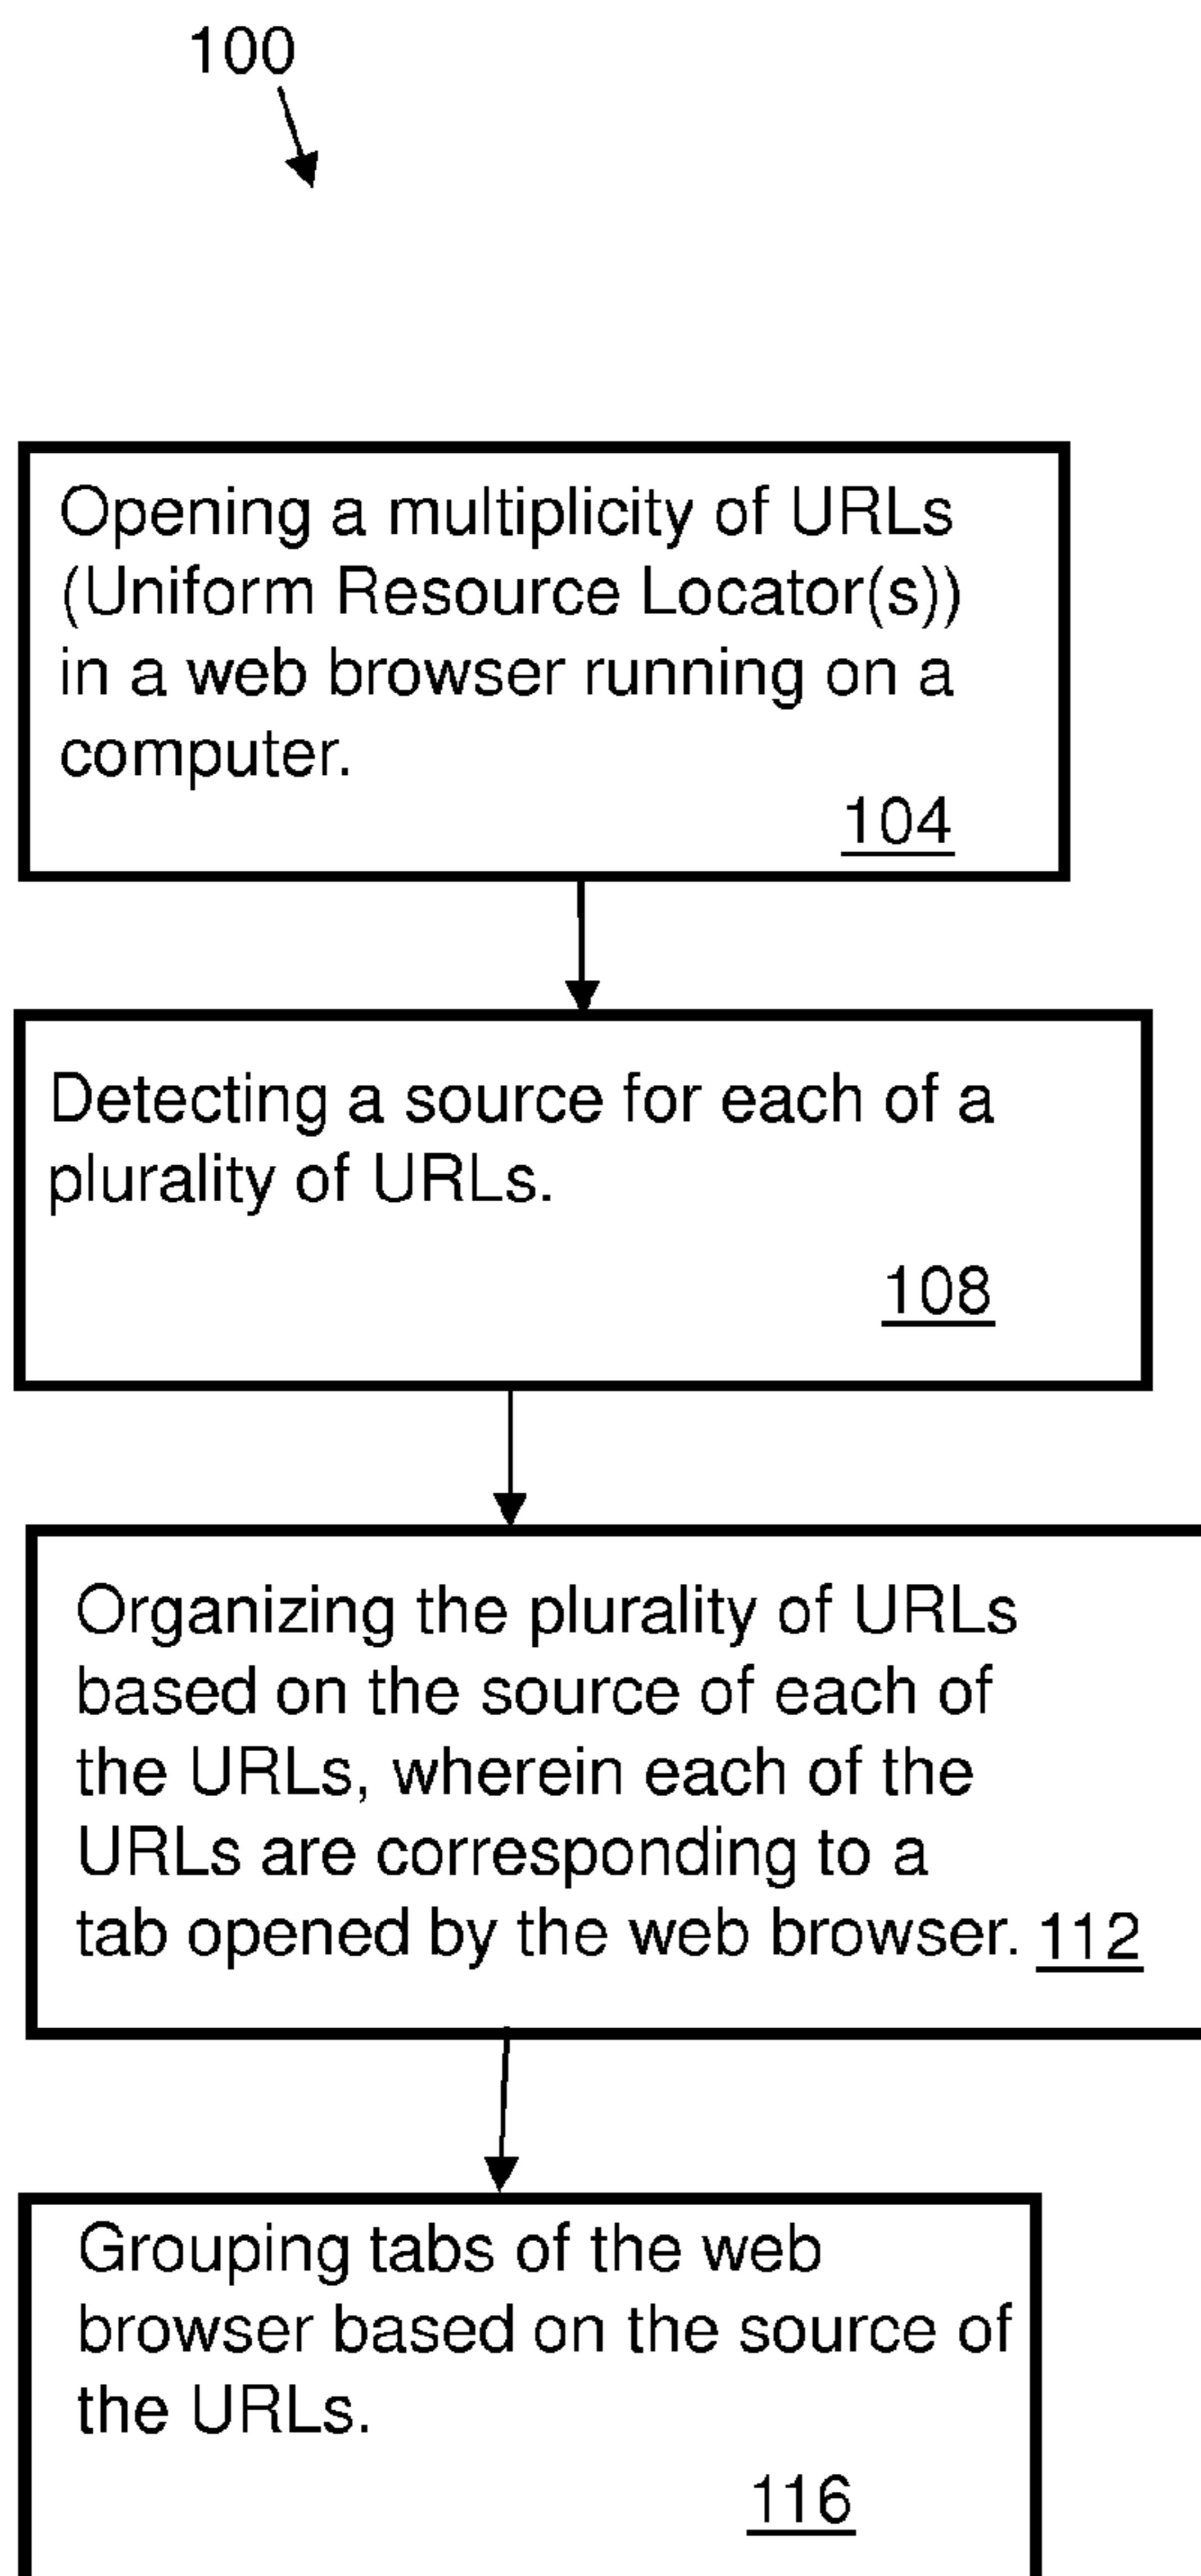 100
Opening a multiplicity of URLs
(Uniform Resource Locator(s))
in a web browser running on a
computer.
104
Detecting a source for each of a
plurality of URLs.
108
Organizing the plurality of URLs
based on the source of each of
the URLs, wherein each of the
URLs are corresponding to a
tab opened by the web browser. 112
Grouping tabs of the web
browser based on the source of
the URLs.
116